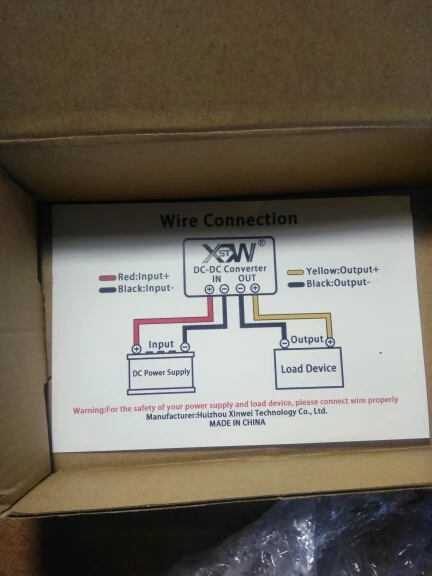 Wire Connection
XW®
ST
DC-DC Converter
IN OUT
Red:Input+
Black:Input-
Yellow:Output+
Black:Output-
+ - - +
Input
Output
+ - - +
DC Power Supply
Load Device
Warning:For the safety of your power supply and load device, please connect wire properly
Manufacturer:Huizhou Xinwei Technology Co., Ltd.
MADE IN CHINA